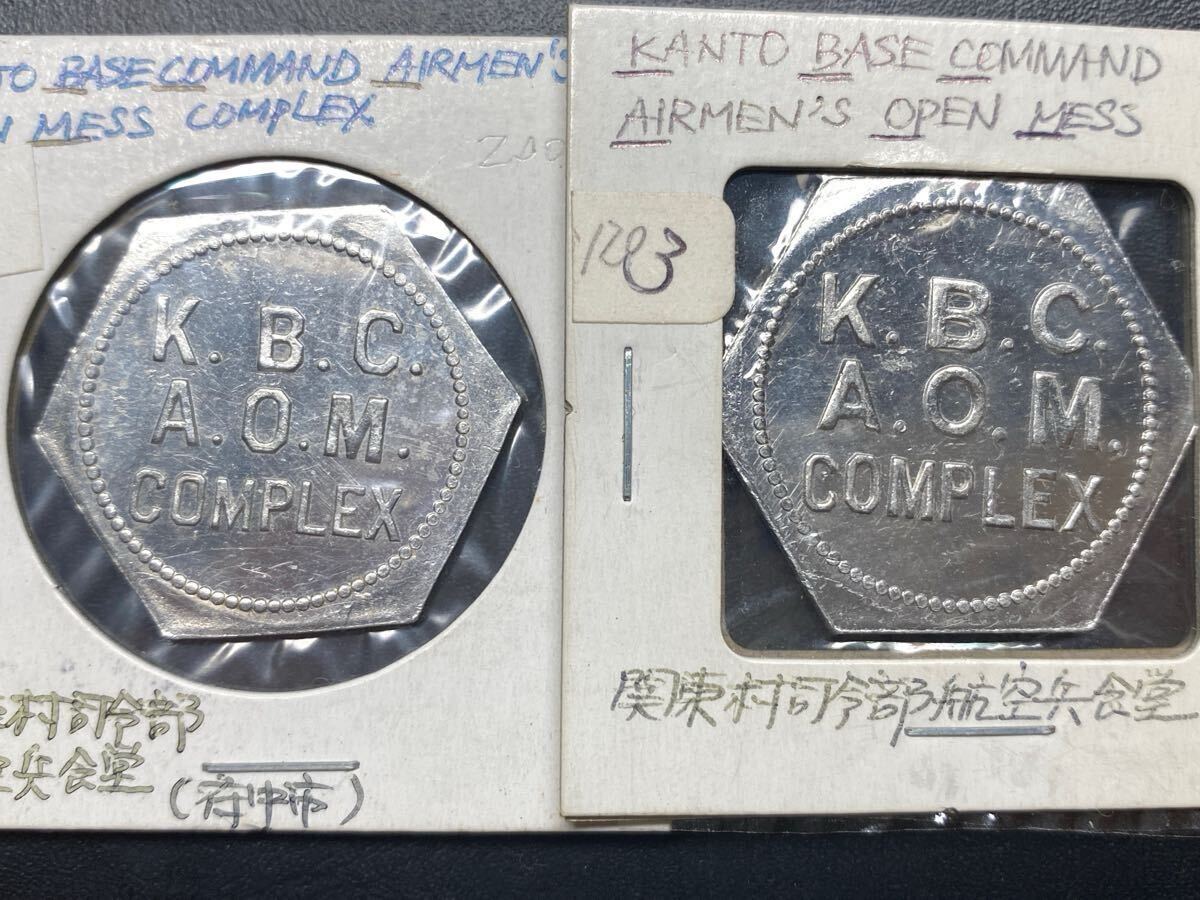 TO BASE COMMAND AIRMEN'S
N MESS COMPLEX
200
K. B. C.
A. O. M.
COMPLEX
村司令部
空兵食堂
(府中市)
KANTO BASE COMMAND
AIRMEN'S OPEN MESS
K. B. C.
A. O. M.
COMPLEX
関東村司令部航空兵食堂